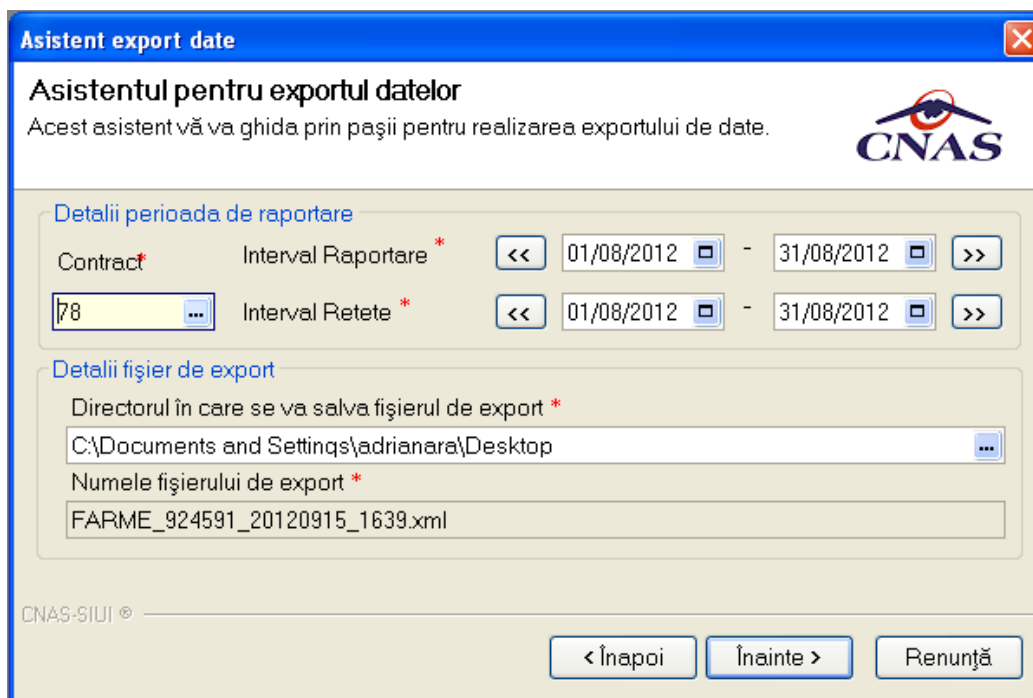 Asistent export date
Asistentul pentru exportul datelor
Acest asistent vă va ghida prin paşii pentru realizarea exportului de date.
CNAS
Detalii perioada de raportare
Contract* Interval Raportare * << 01/08/2012 - 31/08/2012 >>
78 ... Interval Retete * << 01/08/2012 - 31/08/2012 >>
Detalii fişier de export
Directorul în care se va salva fişierul de export *
C:\Documents and Settings\adrianara\Desktop ...
Numele fişierului de export *
FARME_924591_20120915_1639.xml
CNAS-SIUI ®
< Înapoi Înainte > Renunţă